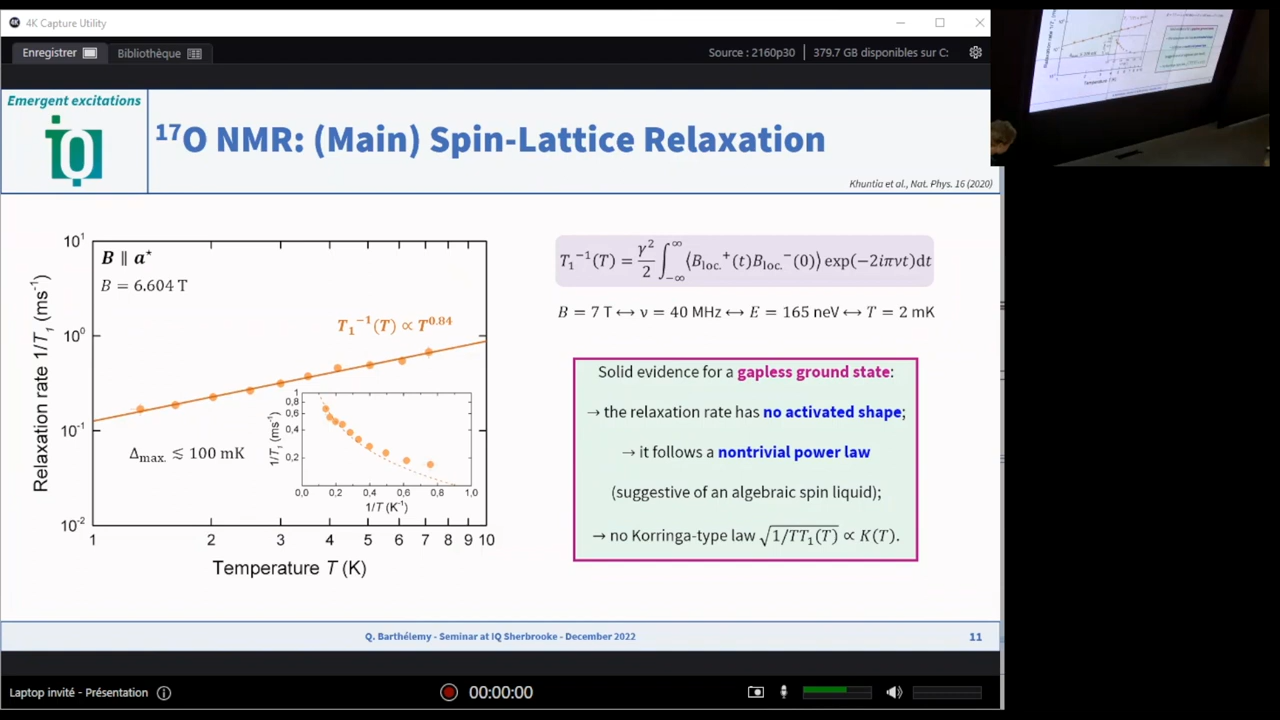 4K Capture Utility
Enregistrer
Bibliothèque
Source : 2160p30
379.7 GB disponibles sur C:
Emergent excitations
iQ
¹⁷O NMR: (Main) Spin-Lattice Relaxation
Khuntia et al., Nat. Phys. 16 (2020)
Relaxation rate 1/T₁ (ms⁻¹)
10¹
10⁰
10⁻¹
10⁻²
B ∥ a*
B = 6.604 T
T₁⁻¹(T) ∝ T^0.84
Δmax. ≲ 100 mK
1/T₁ (ms⁻¹)
1
0,8
0,6
0,4
0,2
0,0 0,2 0,4 0,6 0,8 1,0
1/T (K⁻¹)
1 2 3 4 5 6 7 8 9 10
Temperature T (K)
T₁⁻¹(T) = γ²/2 ∫_{-∞}^{∞} ⟨B_loc.⁺(t)B_loc.⁻(0)⟩ exp(−2iπνt)dt
B = 7 T ↔ ν = 40 MHz ↔ E = 165 neV ↔ T = 2 mK
Solid evidence for a gapless ground state:
→ the relaxation rate has no activated shape;
→ it follows a nontrivial power law
(suggestive of an algebraic spin liquid);
→ no Korringa-type law √(1/TT₁(T)) ∝ K(T).
Q. Barthélemy - Seminar at IQ Sherbrooke - December 2022
11
Laptop invité - Présentation
00:00:00